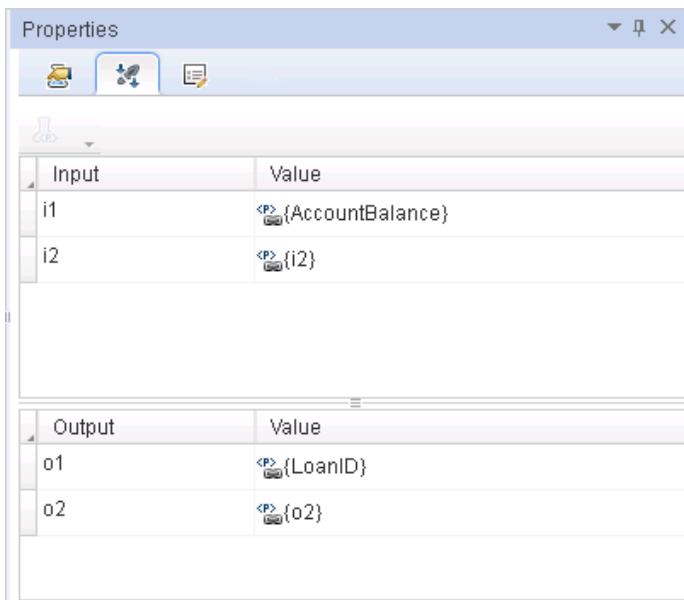 Properties
Input Value
i1 <P>{AccountBalance}
i2 <P>{i2}
Output Value
o1 <P>{LoanID}
o2 <P>{o2}